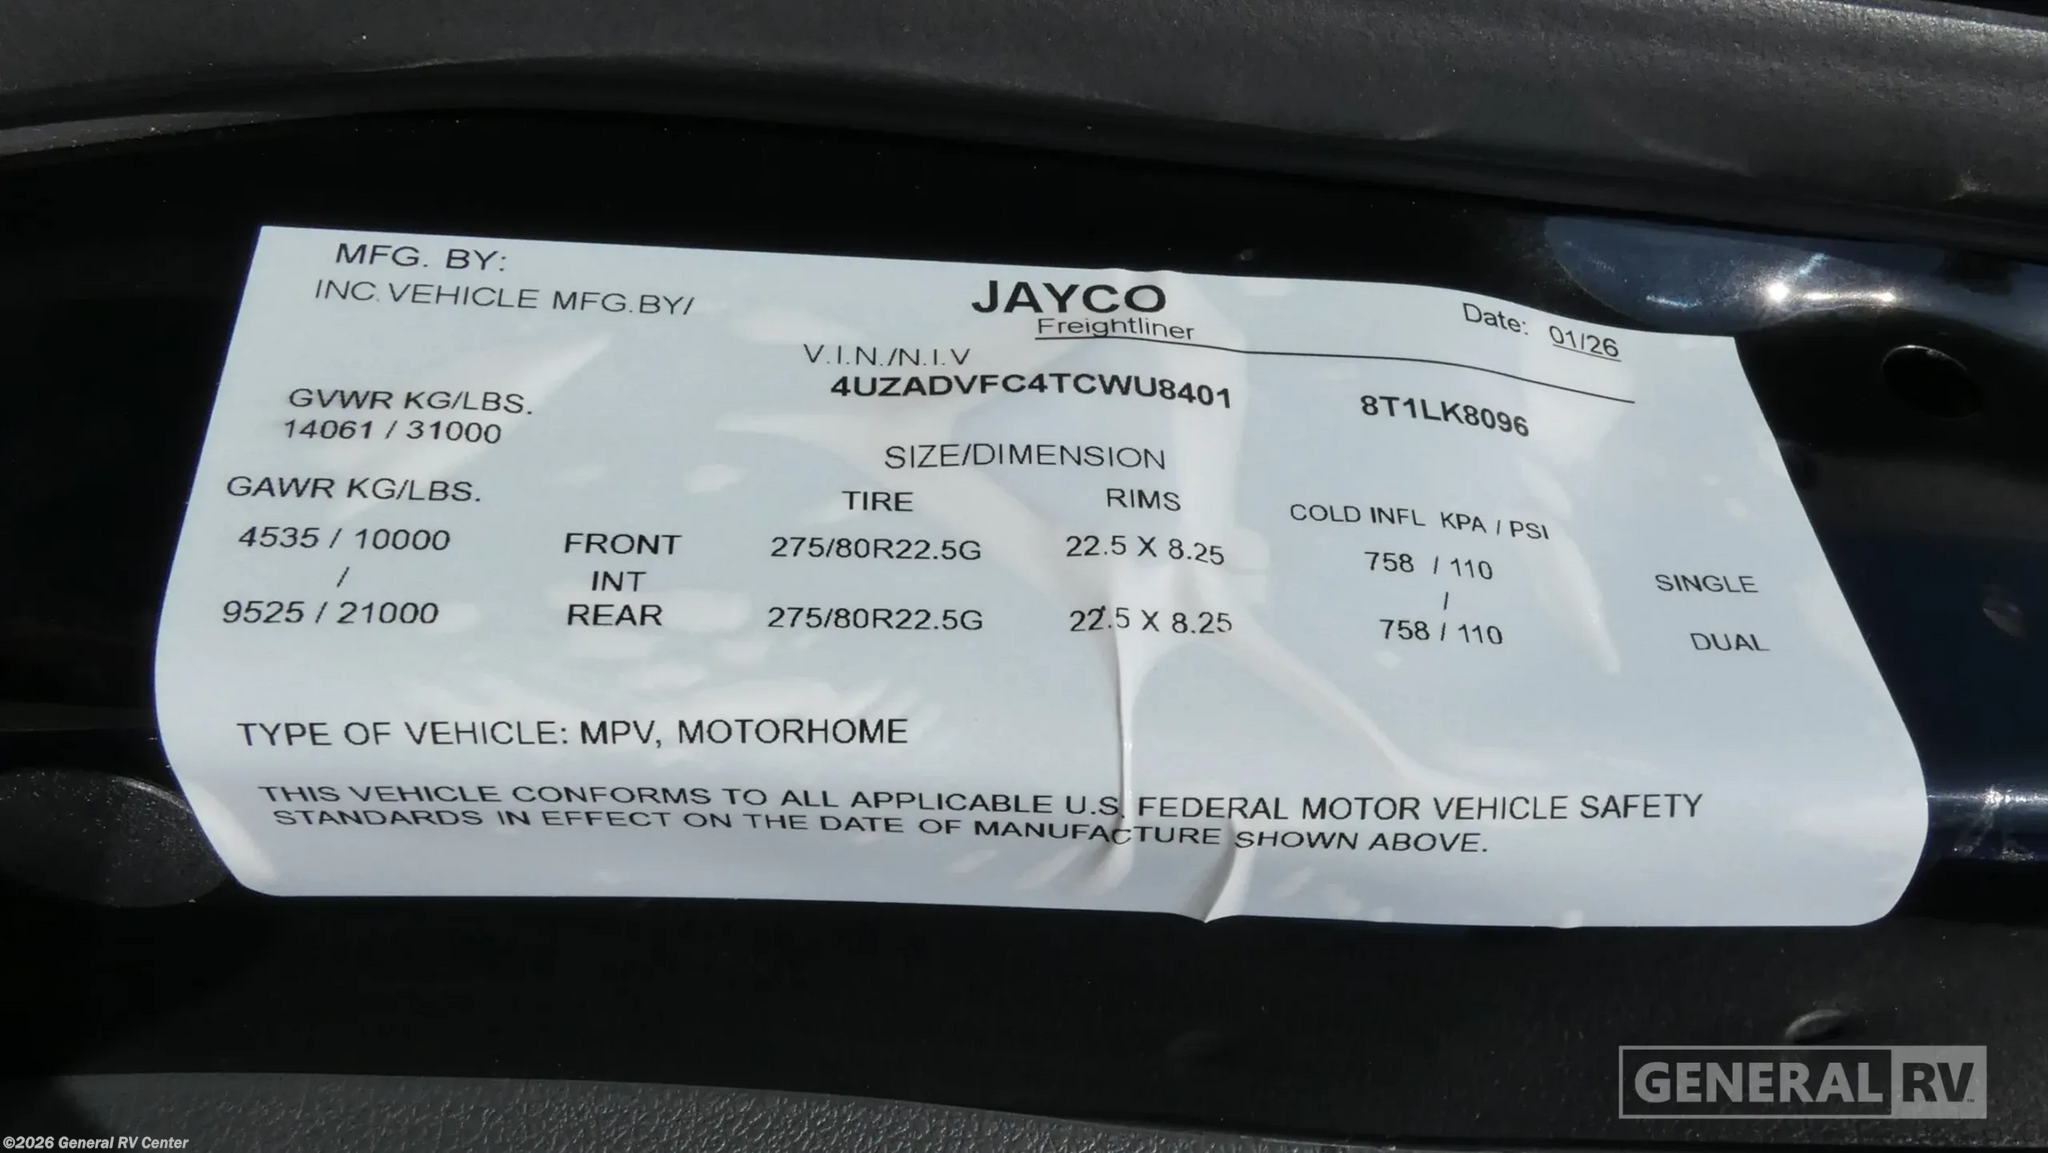 MFG. BY:
JAYCO
INC. VEHICLE MFG.BY/
Freightliner
Date: 01/26
V.I.N./N.I.V
4UZADVFC4TCWU8401
8T1LK8096
GVWR KG/LBS.
14061 / 31000
SIZE/DIMENSION
GAWR KG/LBS.
TIRE
RIMS
COLD INFL KPA / PSI
4535 / 10000 FRONT 275/80R22.5G 22.5 X 8.25 758 / 110 SINGLE
/ INT /
9525 / 21000 REAR 275/80R22.5G 22.5 X 8.25 758 / 110 DUAL
TYPE OF VEHICLE: MPV, MOTORHOME
THIS VEHICLE CONFORMS TO ALL APPLICABLE U.S. FEDERAL MOTOR VEHICLE SAFETY
STANDARDS IN EFFECT ON THE DATE OF MANUFACTURE SHOWN ABOVE.
GENERAL RV
©2026 General RV Center